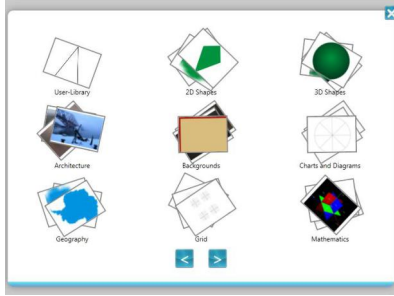 User-Library
2D Shapes
3D Shapes
Architecture
Backgrounds
Charts and Diagrams
Geography
Grid
Mathematics
< >